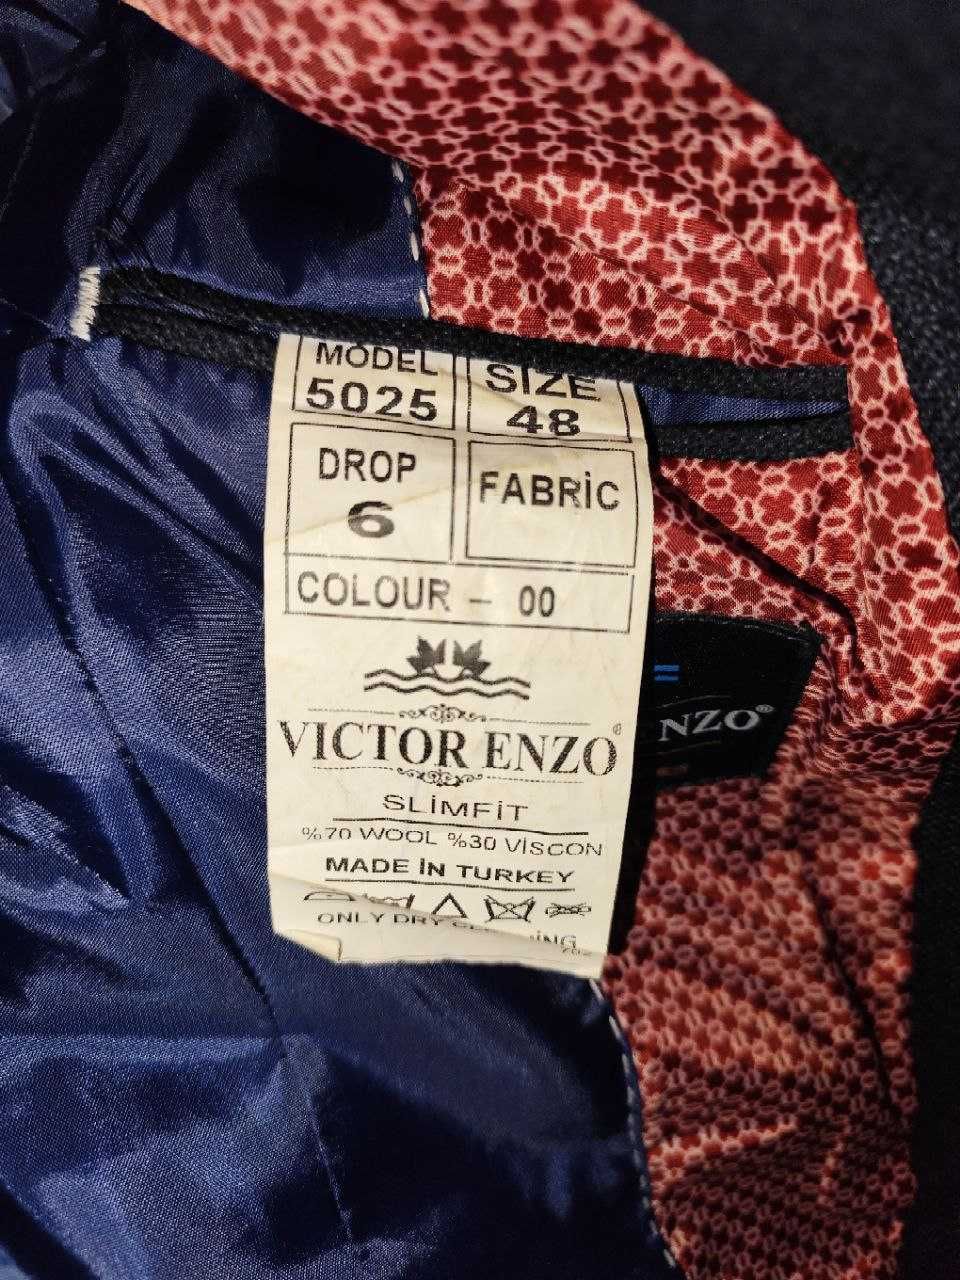 MODEL
5025
SIZE
48
DROP
6
FABRİC
COLOUR - 00
VICTOR ENZO®
SLİMFİT
%70 WOOL %30 VİSCON
MADE İN TURKEY
ONLY DRY
ENZO®